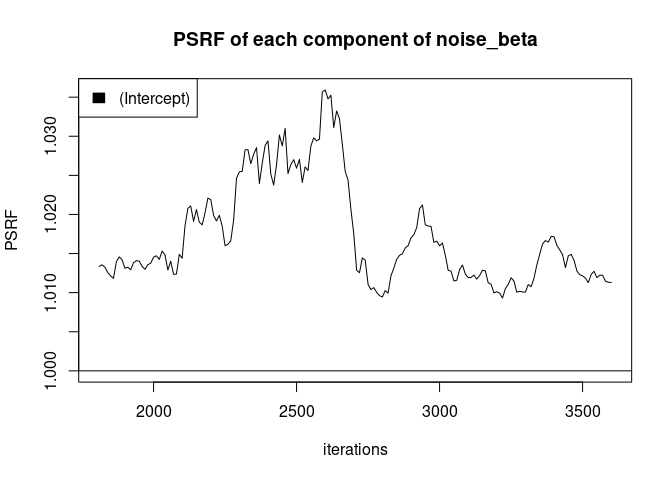 PSRF of each component of noise_beta
(Intercept)
PSRF
1.030
1.020
1.010
1.000
2000 2500 3000 3500
iterations